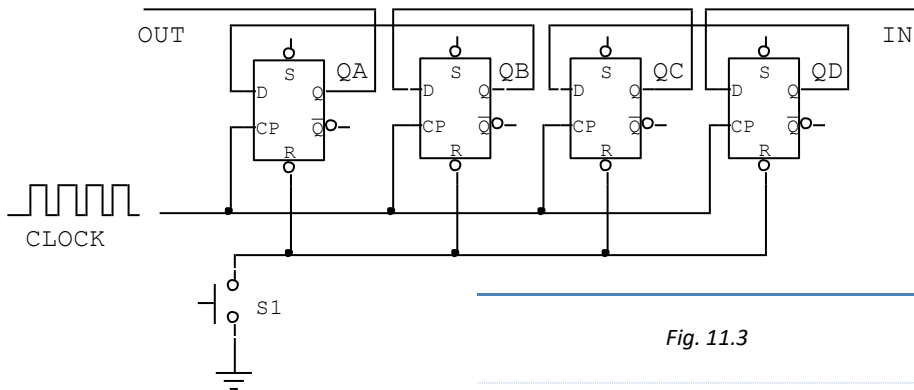 OUT IN
S QA S QB S QC S QD
D Q D Q D Q D Q
CP Q̅ CP Q̅ CP Q̅ CP Q̅
R R R R
CLOCK
S1
Fig. 11.3